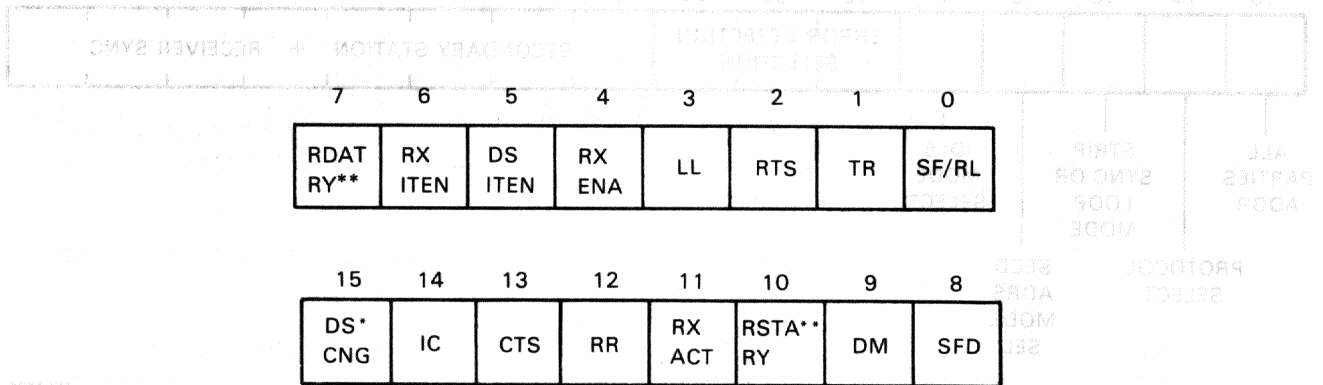 7 6 5 4 3 2 1 0
RDAT RX DS RX LL RTS TR SF/RL
RY** ITEN ITEN ENA
15 14 13 12 11 10 9 8
DS* IC CTS RR RX RSTA** DM SFD
CNG ACT RY